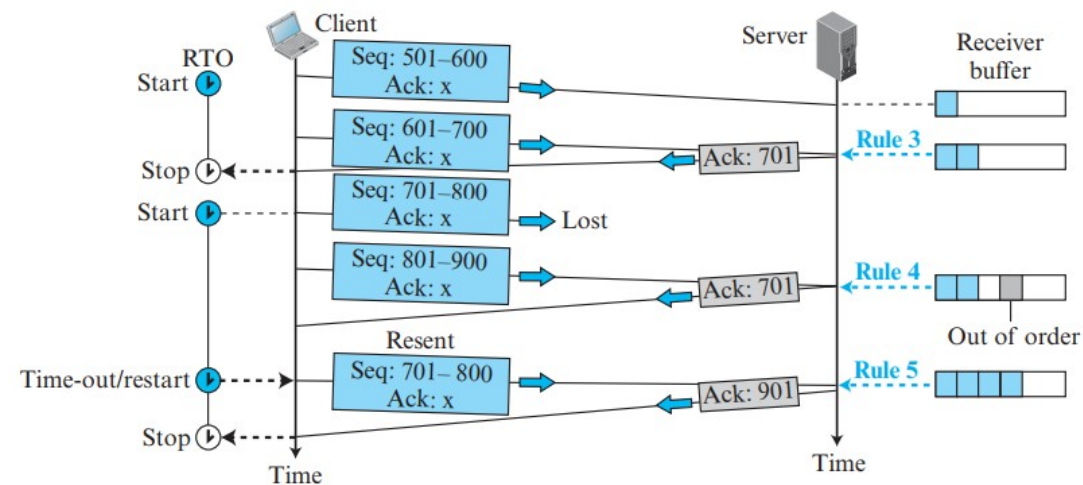 Client
Server
Receiver
buffer
RTO
Start
Seq: 501–600
Ack: x
Seq: 601–700
Ack: x
Ack: 701
Rule 3
Stop
Start
Seq: 701–800
Ack: x
Lost
Seq: 801–900
Ack: x
Ack: 701
Rule 4
Out of order
Resent
Time-out/restart
Seq: 701– 800
Ack: x
Ack: 901
Rule 5
Stop
Time
Time